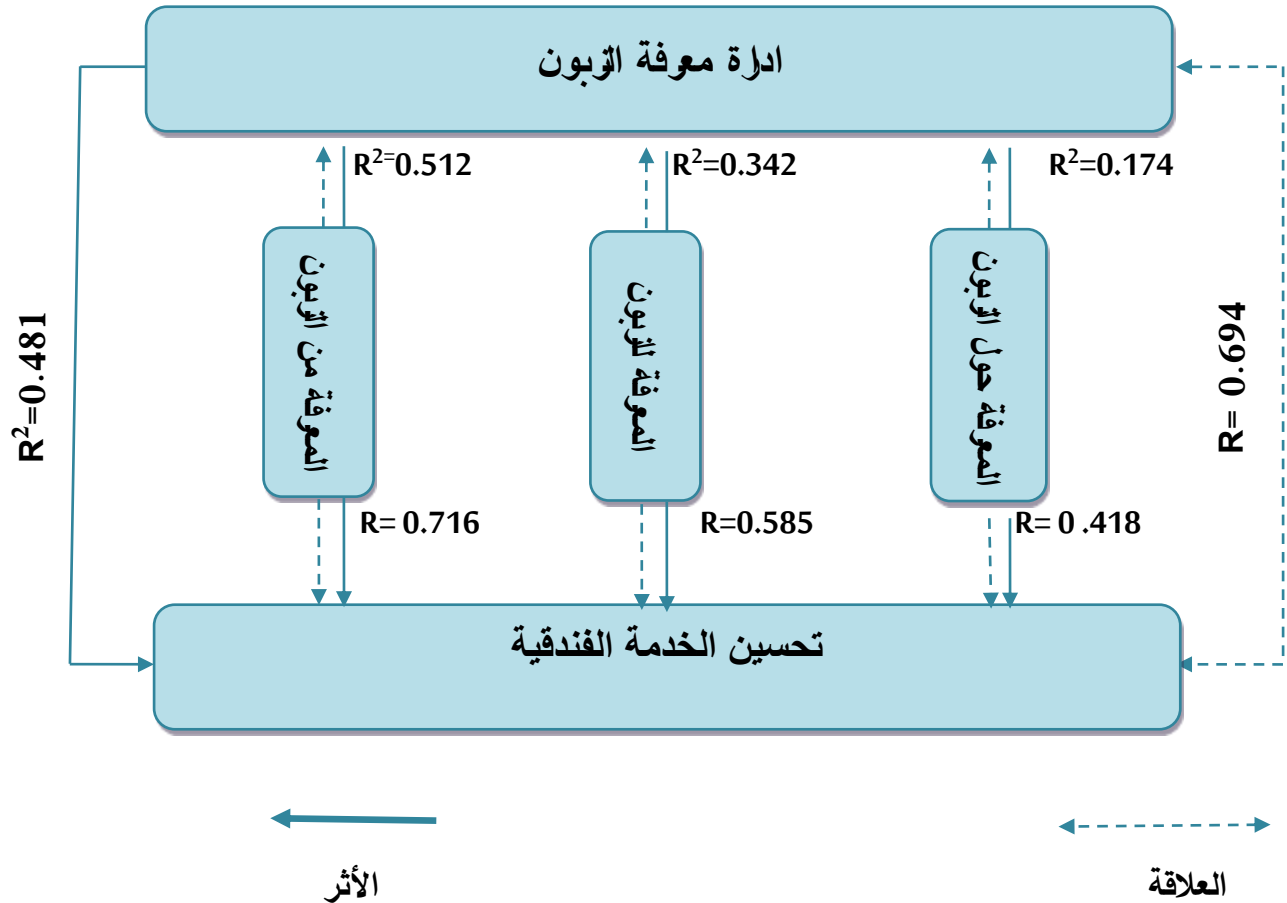 ادارة معرفة الزبون
R²=0.174
R²=0.342
R²=0.512
المعرفة حول الزبون
المعرفة للزبون
المعرفة من الزبون
R= 0.694
R²=0.481
R= 0 .418
R=0.585
R= 0.716
تحسين الخدمة الفندقية
العلاقة
الأثر